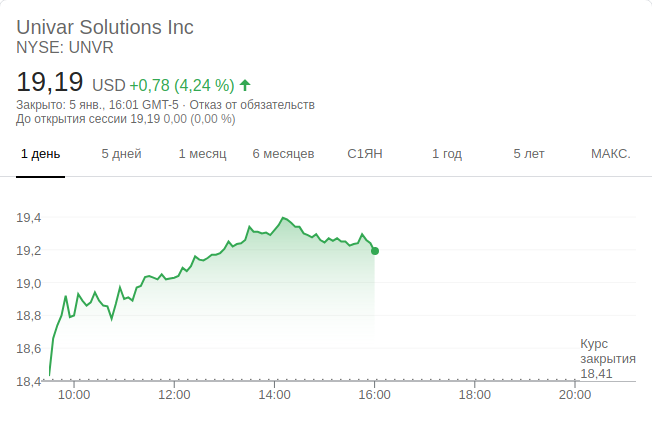 Univar Solutions Inc
NYSE: UNVR
19,19 USD +0,78 (4,24 %)
Закрыто: 5 янв., 16:01 GMT-5 · Отказ от обязательств
До открытия сессии 19,19 0,00 (0,00 %)
1 день 5 дней 1 месяц 6 месяцев С1ЯН 1 год 5 лет МАКС.
19,4
19,2
19,0
18,8
18,6
18,4
Курс
закрытия
18,41
10:00 12:00 14:00 16:00 18:00 20:00